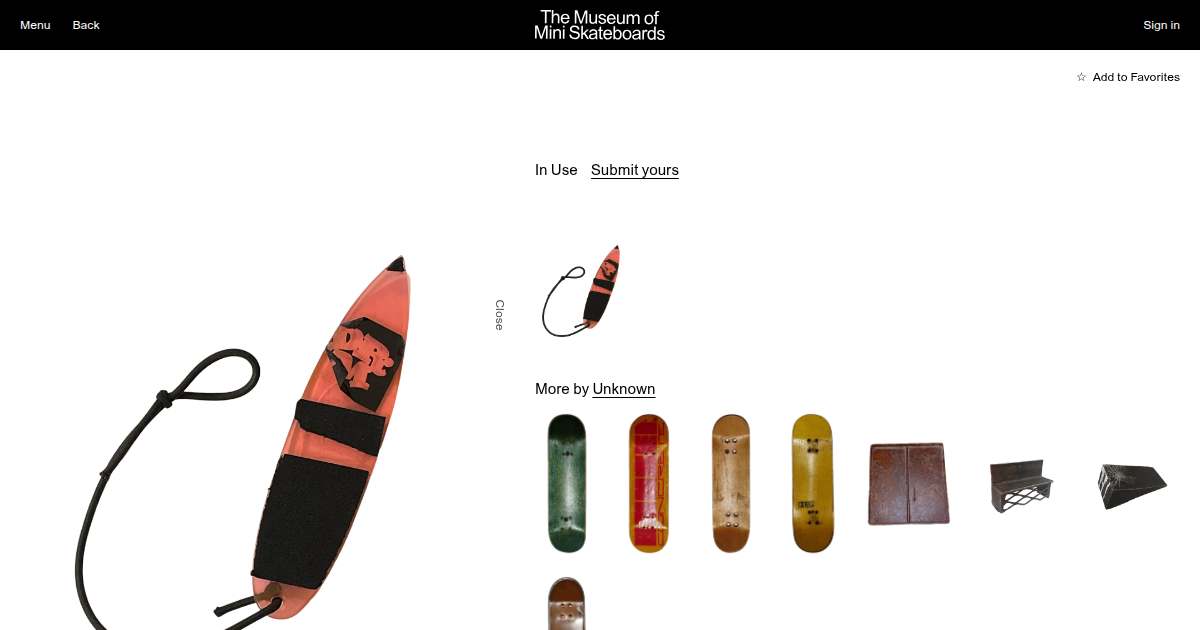 Menu
Back
The Museum of
Mini Skateboards
Sign in
☆ Add to Favorites
In Use Submit yours
Close
More by Unknown